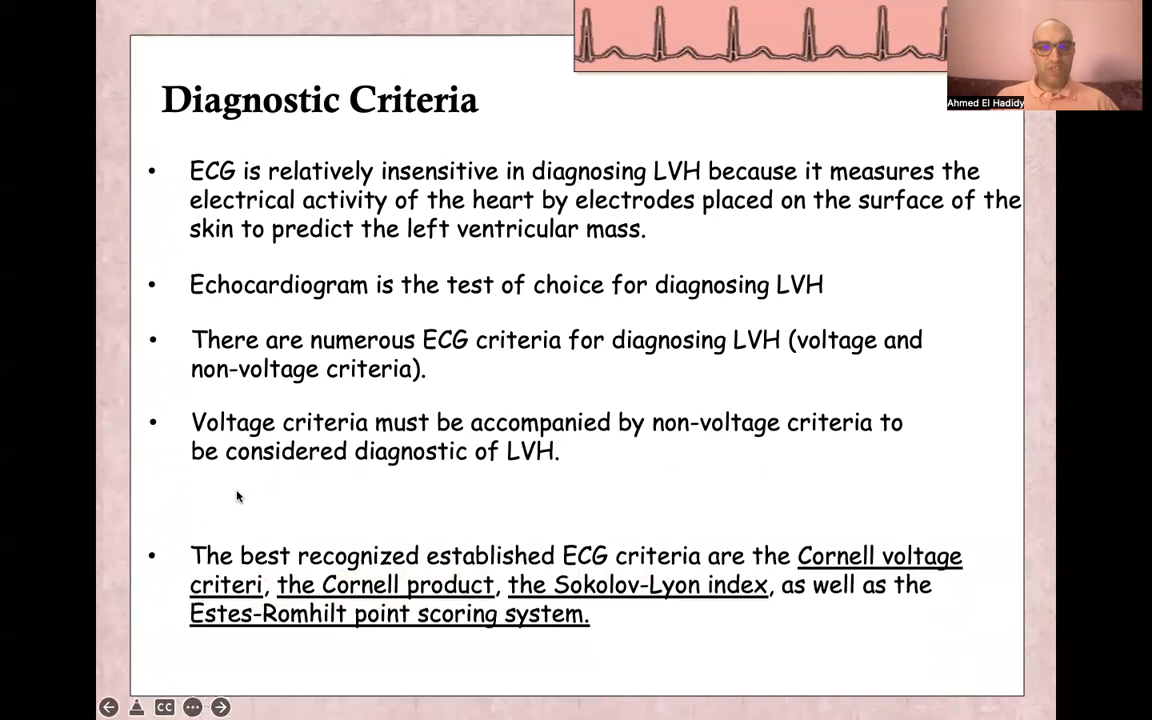 Ahmed El Hadidy
Diagnostic Criteria
• ECG is relatively insensitive in diagnosing LVH because it measures the
electrical activity of the heart by electrodes placed on the surface of the
skin to predict the left ventricular mass.
• Echocardiogram is the test of choice for diagnosing LVH
• There are numerous ECG criteria for diagnosing LVH (voltage and
non-voltage criteria).
• Voltage criteria must be accompanied by non-voltage criteria to
be considered diagnostic of LVH.
• The best recognized established ECG criteria are the Cornell voltage
criteri, the Cornell product, the Sokolov-Lyon index, as well as the
Estes-Romhilt point scoring system.
CC